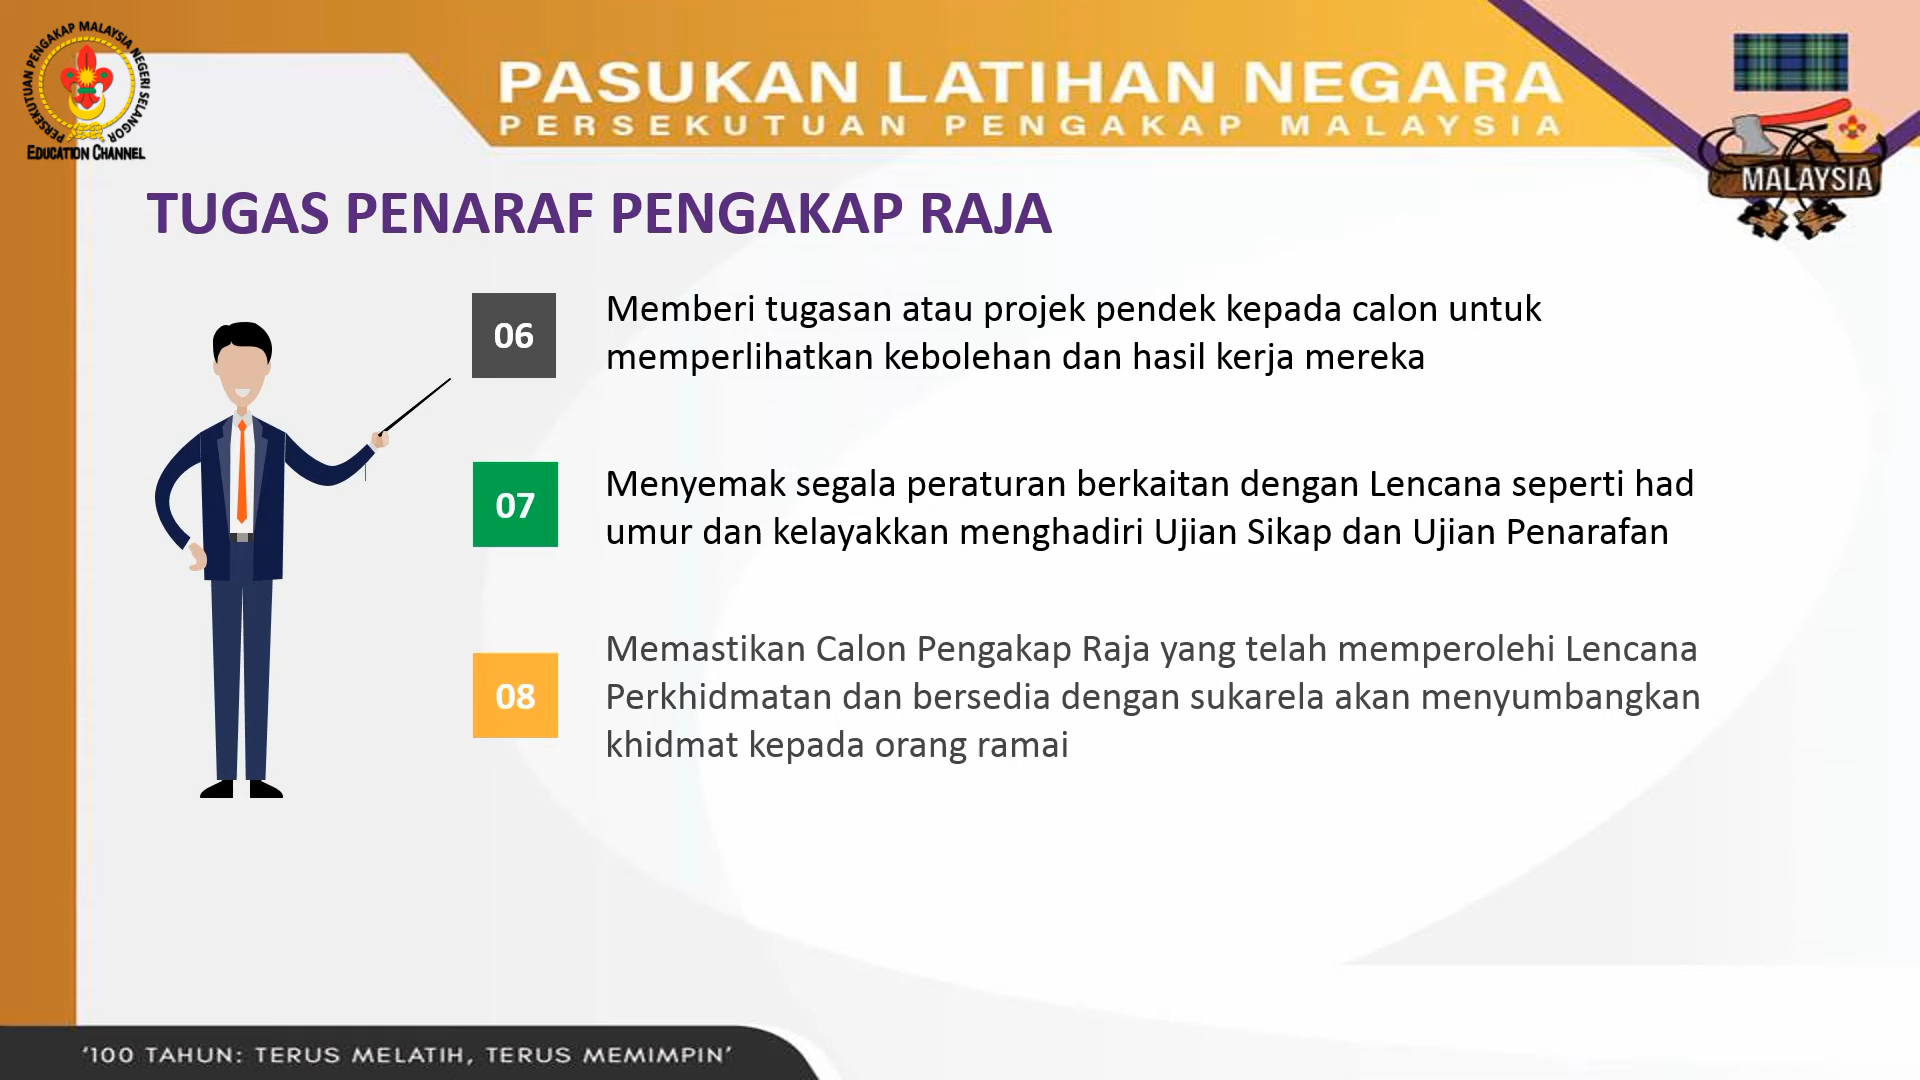 PERSEKUTUAN PENGAKAP MALAYSIA NEGERI SELANGOR
EDUCATION CHANNEL
PASUKAN LATIHAN NEGARA
PERSEKUTUAN PENGAKAP MALAYSIA
MALAYSIA
TUGAS PENARAF PENGAKAP RAJA
06
Memberi tugasan atau projek pendek kepada calon untuk
memperlihatkan kebolehan dan hasil kerja mereka
07
Menyemak segala peraturan berkaitan dengan Lencana seperti had
umur dan kelayakkan menghadiri Ujian Sikap dan Ujian Penarafan
08
Memastikan Calon Pengakap Raja yang telah memperolehi Lencana
Perkhidmatan dan bersedia dengan sukarela akan menyumbangkan
khidmat kepada orang ramai
‘100 TAHUN: TERUS MELATIH, TERUS MEMIMPIN’